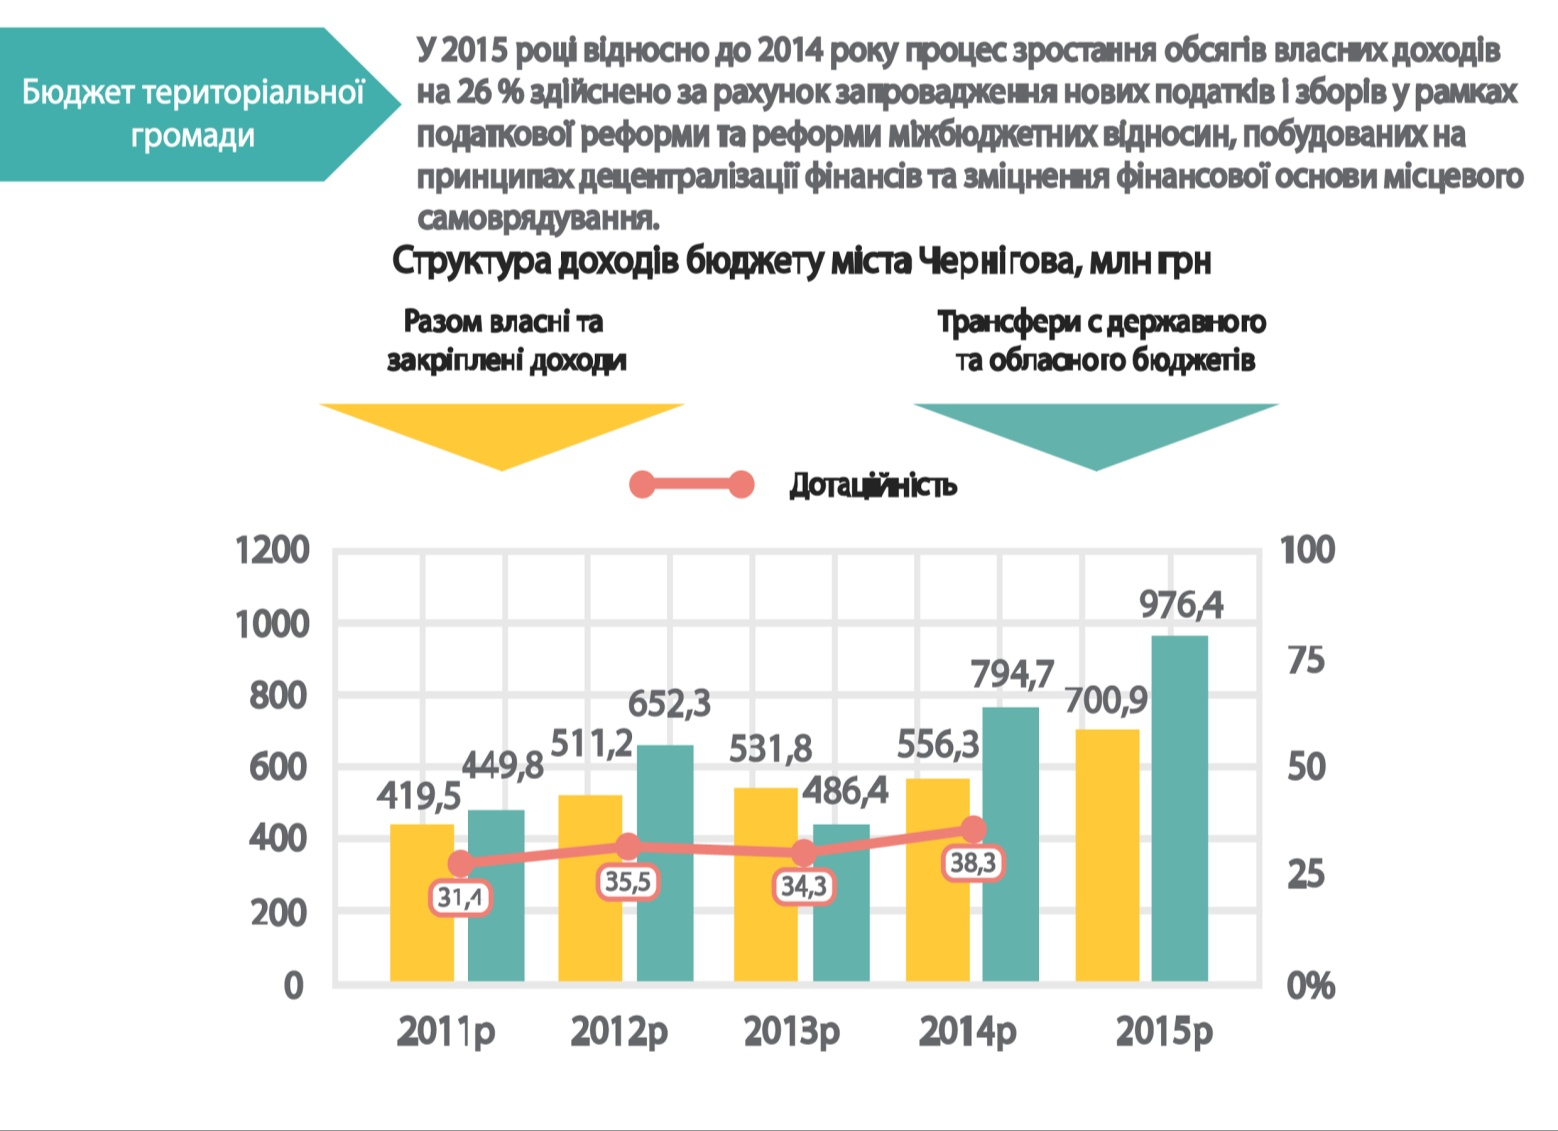 Бюджет територіальної
громади
У 2015 році відносно до 2014 року процес зростання обсягів власних доходів
на 26 % здійснено за рахунок запровадження нових податків і зборів у рамках
податкової реформи та реформи міжбюджетних відносин, побудованих на
принципах децентралізації фінансів та зміцнення фінансової основи місцевого
самоврядування.
Структура доходів бюджету міста Чернігова, млн грн
Разом власні та
закріплені доходи
Трансфери с державного
та обласного бюджетів
Дотаційність
1200
1000
800
600
400
200
0
100
75
50
25
0%
419,5
449,8
511,2
652,3
531,8
486,4
556,3
794,7
700,9
976,4
31,1
35,5
34,3
38,3
2011р
2012р
2013р
2014р
2015р